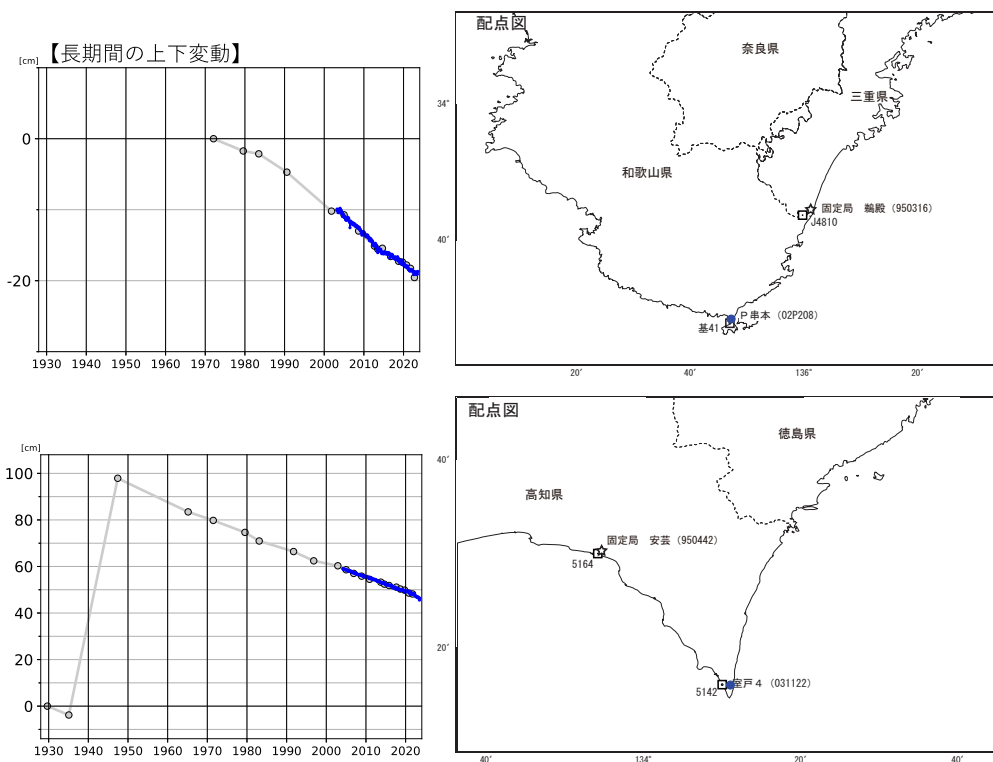 【長期間の上下変動】
[cm]
0
-20
1930 1940 1950 1960 1970 1980 1990 2000 2010 2020
配点図
奈良県
三重県
34°
和歌山県
固定局 鵜殿 (950316)
J4810
40′
P串本 (02P208)
基41
20′ 40′ 136° 20′
[cm]
100
80
60
40
20
0
1930 1940 1950 1960 1970 1980 1990 2000 2010 2020
配点図
徳島県
40′
高知県
固定局 安芸 (950442)
5164
20′
室戸4 (031122)
5142
40′ 134° 20′ 40′